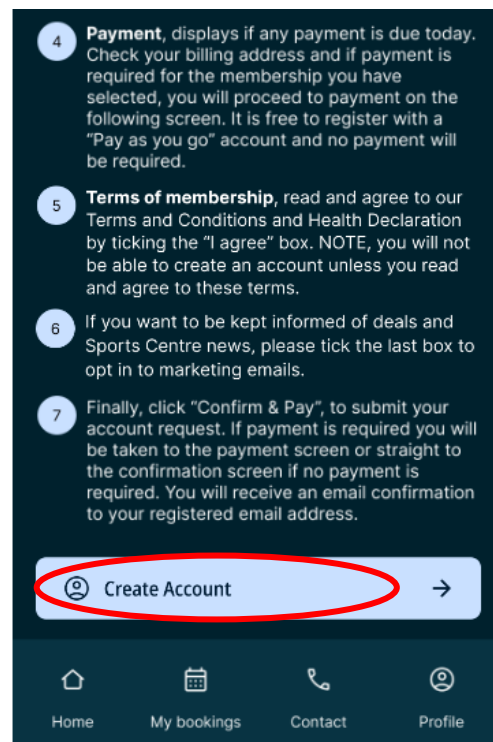 4 Payment, displays if any payment is due today.
Check your billing address and if payment is
required for the membership you have
selected, you will proceed to payment on the
following screen. It is free to register with a
“Pay as you go” account and no payment will
be required.
5 Terms of membership, read and agree to our
Terms and Conditions and Health Declaration
by ticking the “I agree” box. NOTE, you will not
be able to create an account unless you read
and agree to these terms.
6 If you want to be kept informed of deals and
Sports Centre news, please tick the last box to
opt in to marketing emails.
7 Finally, click “Confirm & Pay”, to submit your
account request. If payment is required you will
be taken to the payment screen or straight to
the confirmation screen if no payment is
required. You will receive an email confirmation
to your registered email address.
Create Account
Home My bookings Contact Profile